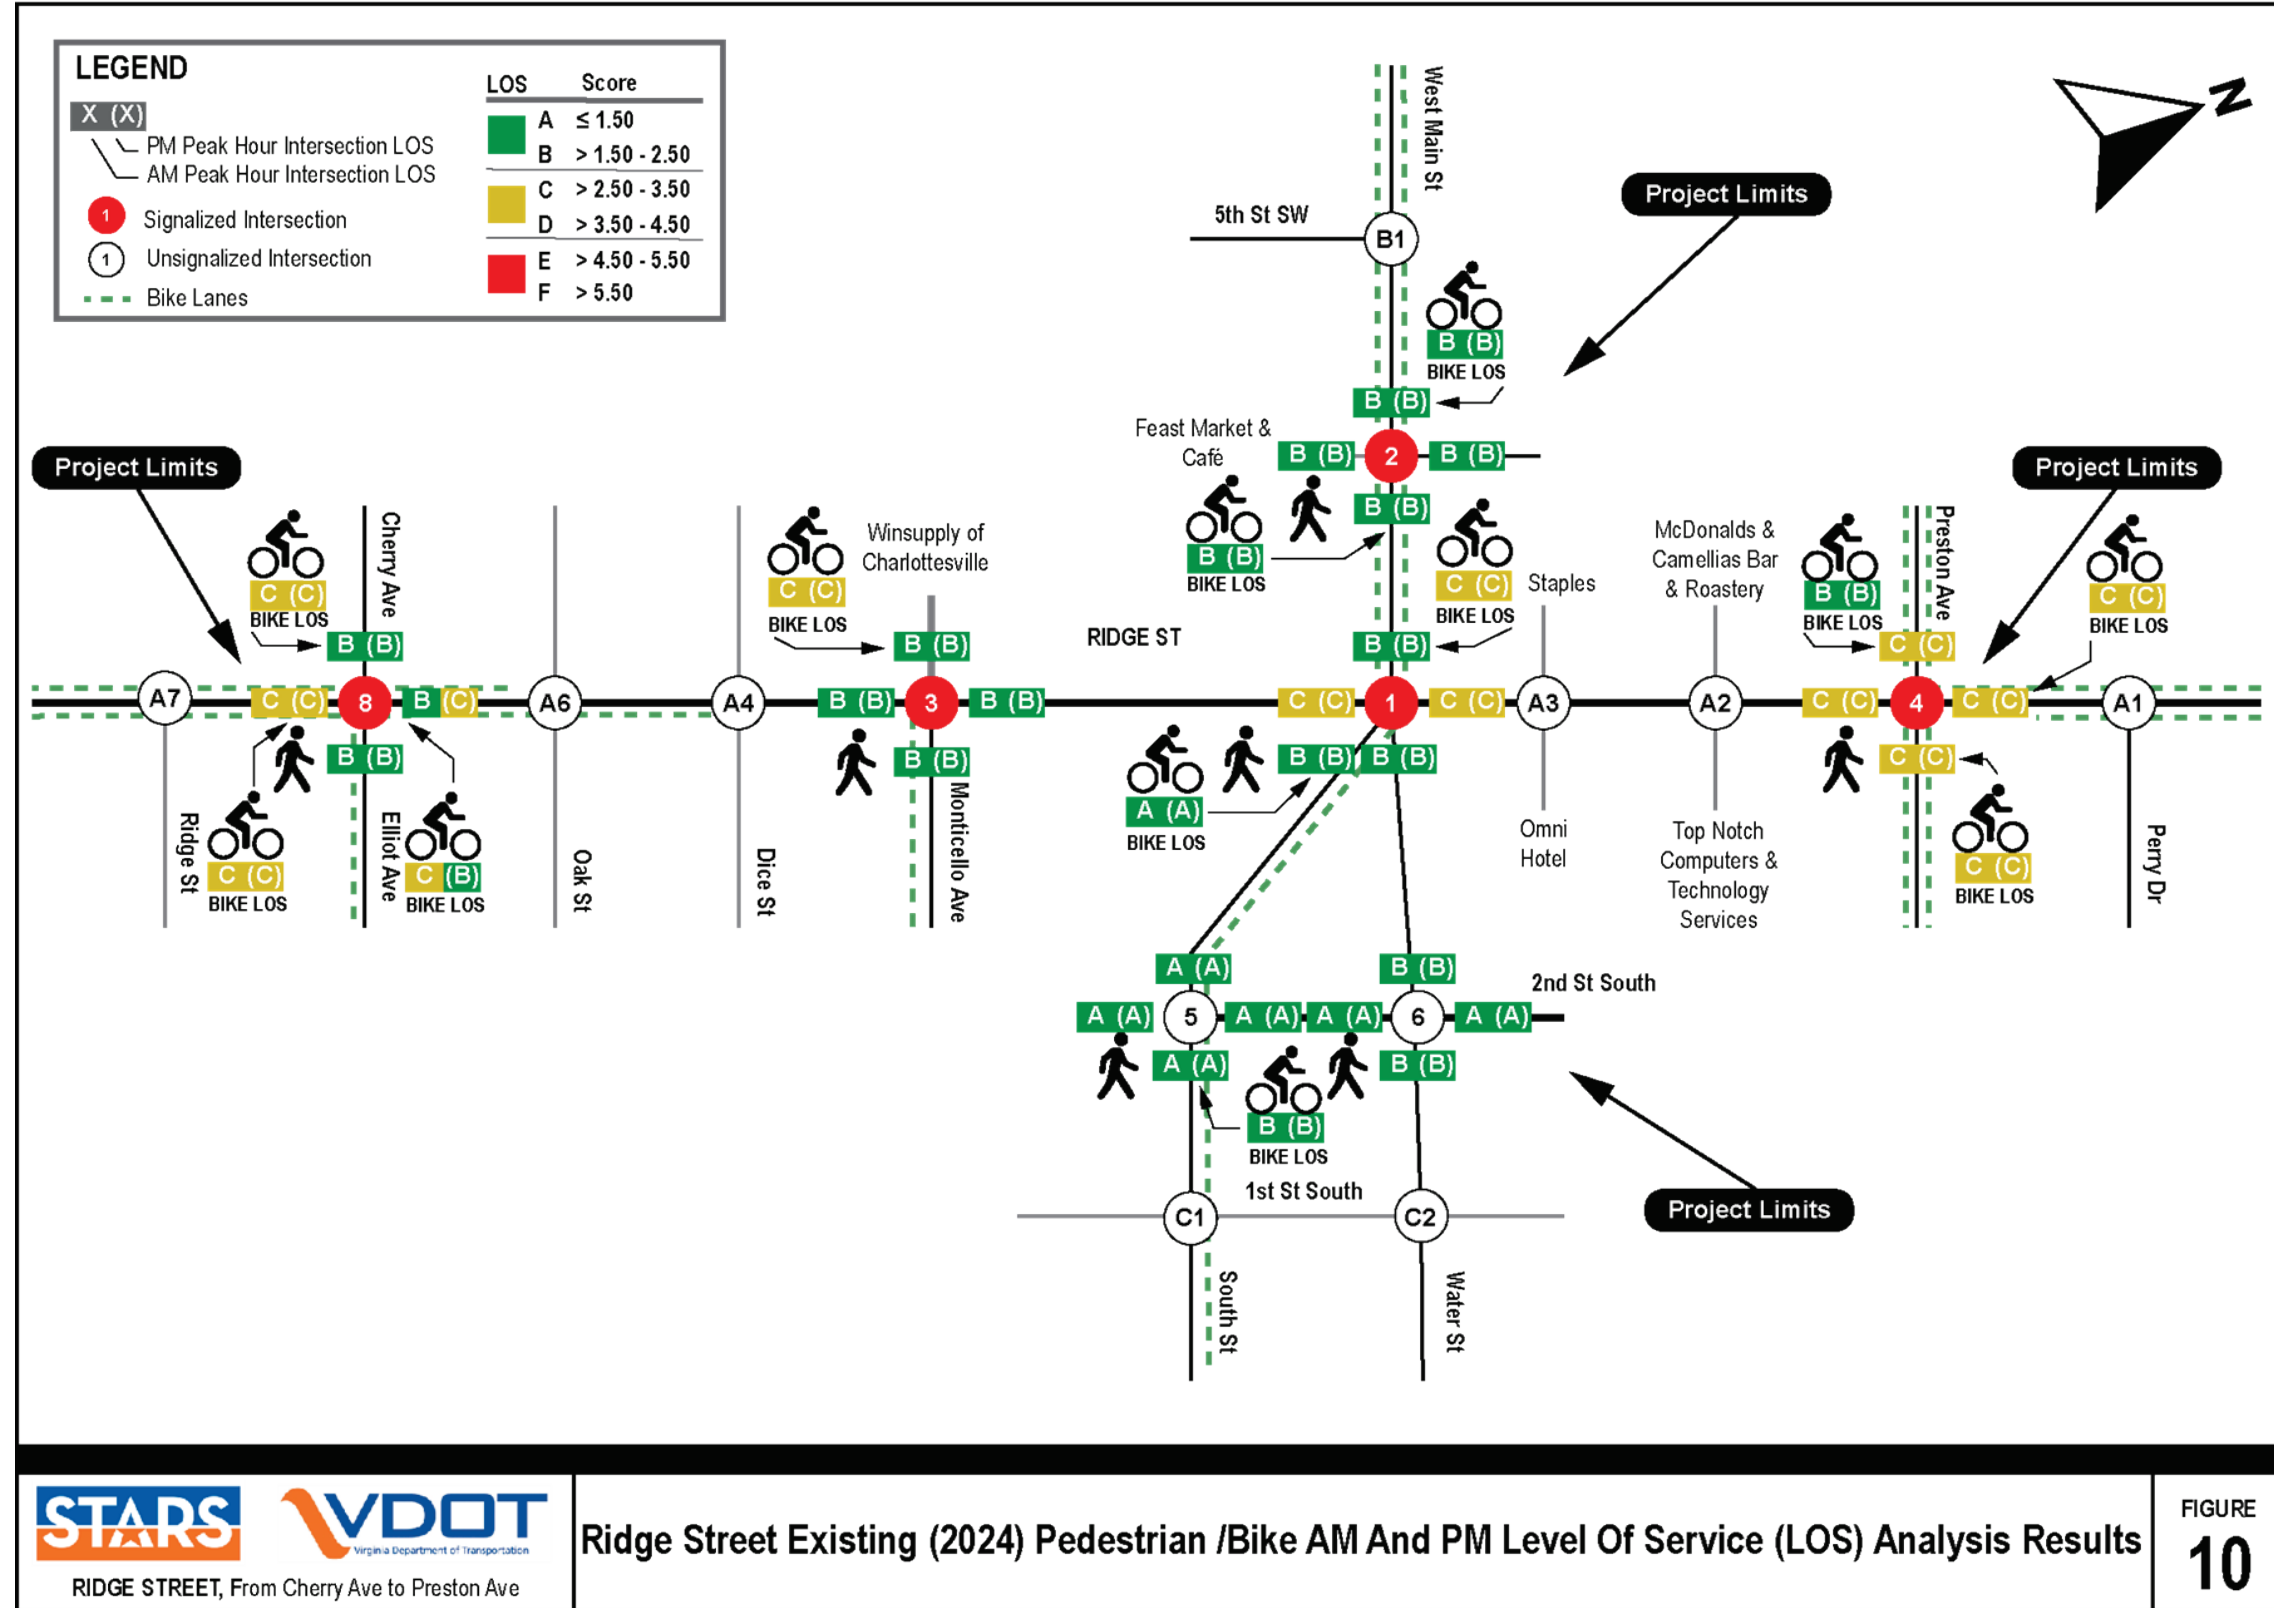 LEGEND
X (X)
PM Peak Hour Intersection LOS
AM Peak Hour Intersection LOS
1 Signalized Intersection
1 Unsignalized Intersection
Bike Lanes
LOS Score
A ≤ 1.50
B > 1.50 - 2.50
C > 2.50 - 3.50
D > 3.50 - 4.50
E > 4.50 - 5.50
F > 5.50
N
West Main St
Project Limits
5th St SW
B1
B (B)
BIKE LOS
B (B)
Feast Market &
Café
B (B)
2
B (B)
B (B)
B (B)
BIKE LOS
C (C)
BIKE LOS
Staples
B (B)
Project Limits
Cherry Ave
C (C)
BIKE LOS
B (B)
Winsupply of
Charlottesville
C (C)
BIKE LOS
B (B)
RIDGE ST
McDonalds &
Camellias Bar
& Roastery
Project Limits
Preston Ave
B (B)
BIKE LOS
C (C)
C (C)
BIKE LOS
A7
C (C)
8
B (C)
A6
A4
B (B)
3
B (B)
C (C)
1
C (C)
A3
A2
C (C)
4
C (C)
A1
B (B)
B (B)
B (B)
B (B)
C (C)
Ridge St
C (C)
BIKE LOS
Elliot Ave
C (B)
BIKE LOS
Oak St
Dice St
Monticello Ave
A (A)
BIKE LOS
Omni
Hotel
Top Notch
Computers &
Technology
Services
C (C)
BIKE LOS
Perry Dr
A (A)
B (B)
2nd St South
A (A)
5
A (A)
A (A)
6
A (A)
A (A)
B (B)
B (B)
BIKE LOS
1st St South
C1
C2
South St
Water St
Project Limits
STARS
VDOT
Virginia Department of Transportation
RIDGE STREET, From Cherry Ave to Preston Ave
Ridge Street Existing (2024) Pedestrian /Bike AM And PM Level Of Service (LOS) Analysis Results
FIGURE
10